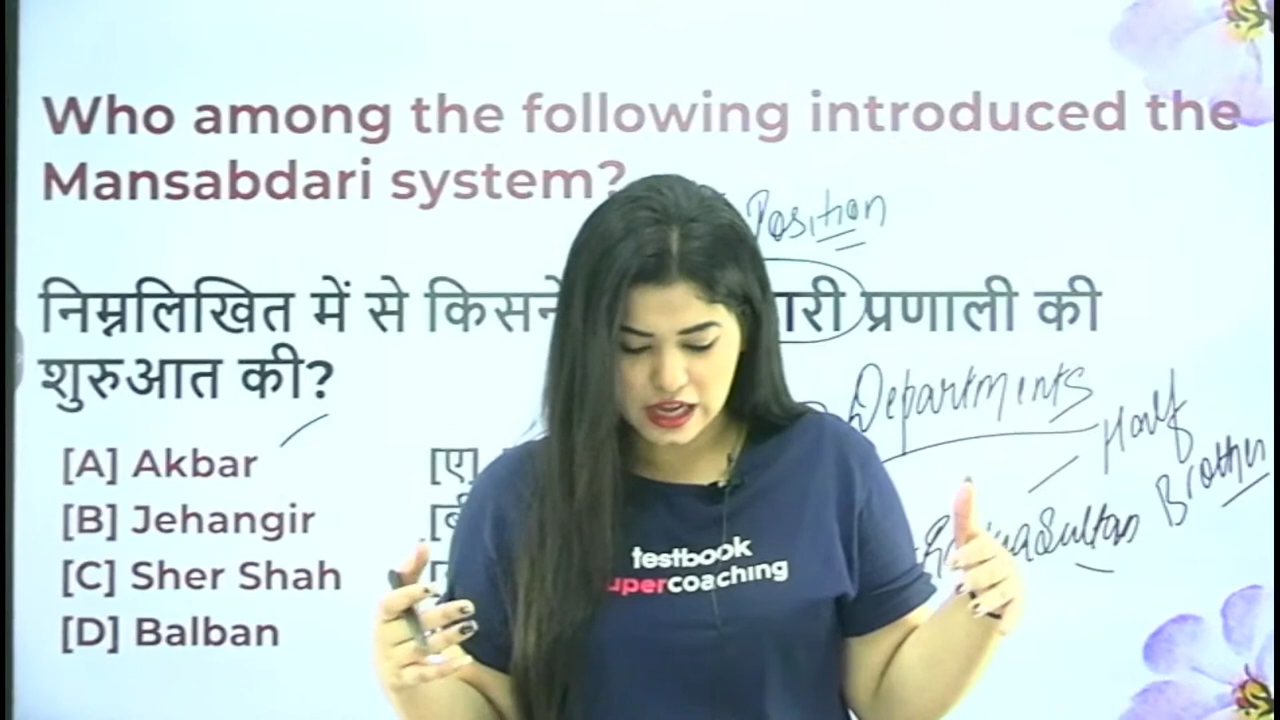 Who among the following introduced the
Mansabdari system?
Position
निम्नलिखित में से किसने
ारी प्रणाली की
शुरुआत की?
Departments
Half
Brother
Sultan
[A] Akbar
[ए]
[B] Jehangir
[C] Sher Shah
[D] Balban
testbook
supercoaching